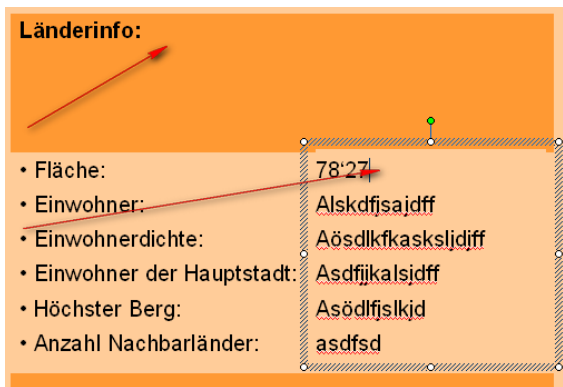 Länderinfo:
• Fläche: 78‘27
• Einwohner: Alskdfjsajdff
• Einwohnerdichte: Aösdlkfkasksljdjff
• Einwohner der Hauptstadt: Asdfjjkalsjdff
• Höchster Berg: Asödlfjslkjd
• Anzahl Nachbarländer: asdfsd